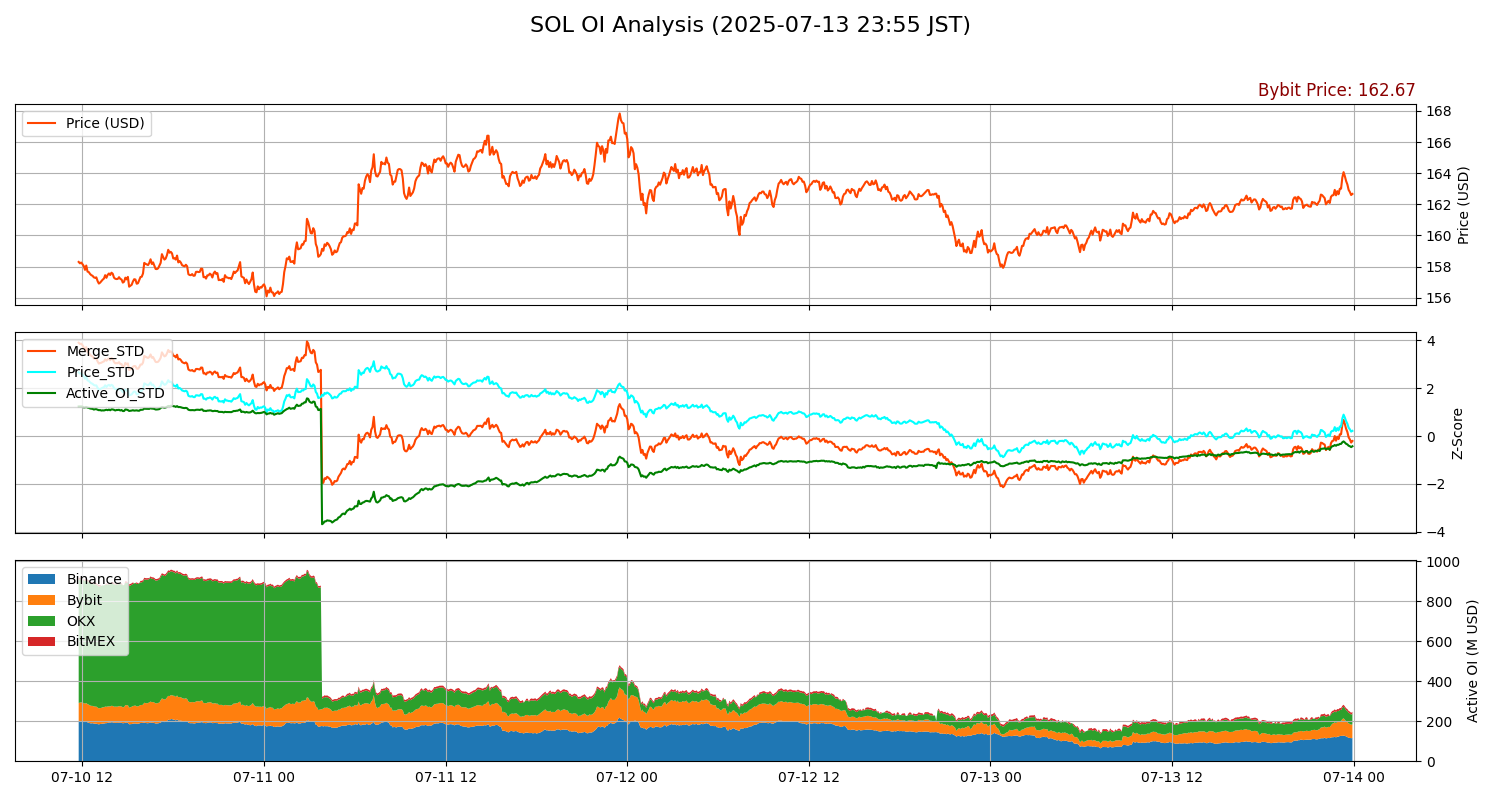 SOL OI Analysis (2025-07-13 23:55 JST)
Bybit Price: 162.67
Price (USD)
168
166
164
162
160
158
156
Price (USD)
Merge_STD
Price_STD
Active_OI_STD
4
2
0
−2
−4
Z-Score
Binance
Bybit
OKX
BitMEX
1000
800
600
400
200
0
Active OI (M USD)
07-10 12
07-11 00
07-11 12
07-12 00
07-12 12
07-13 00
07-13 12
07-14 00